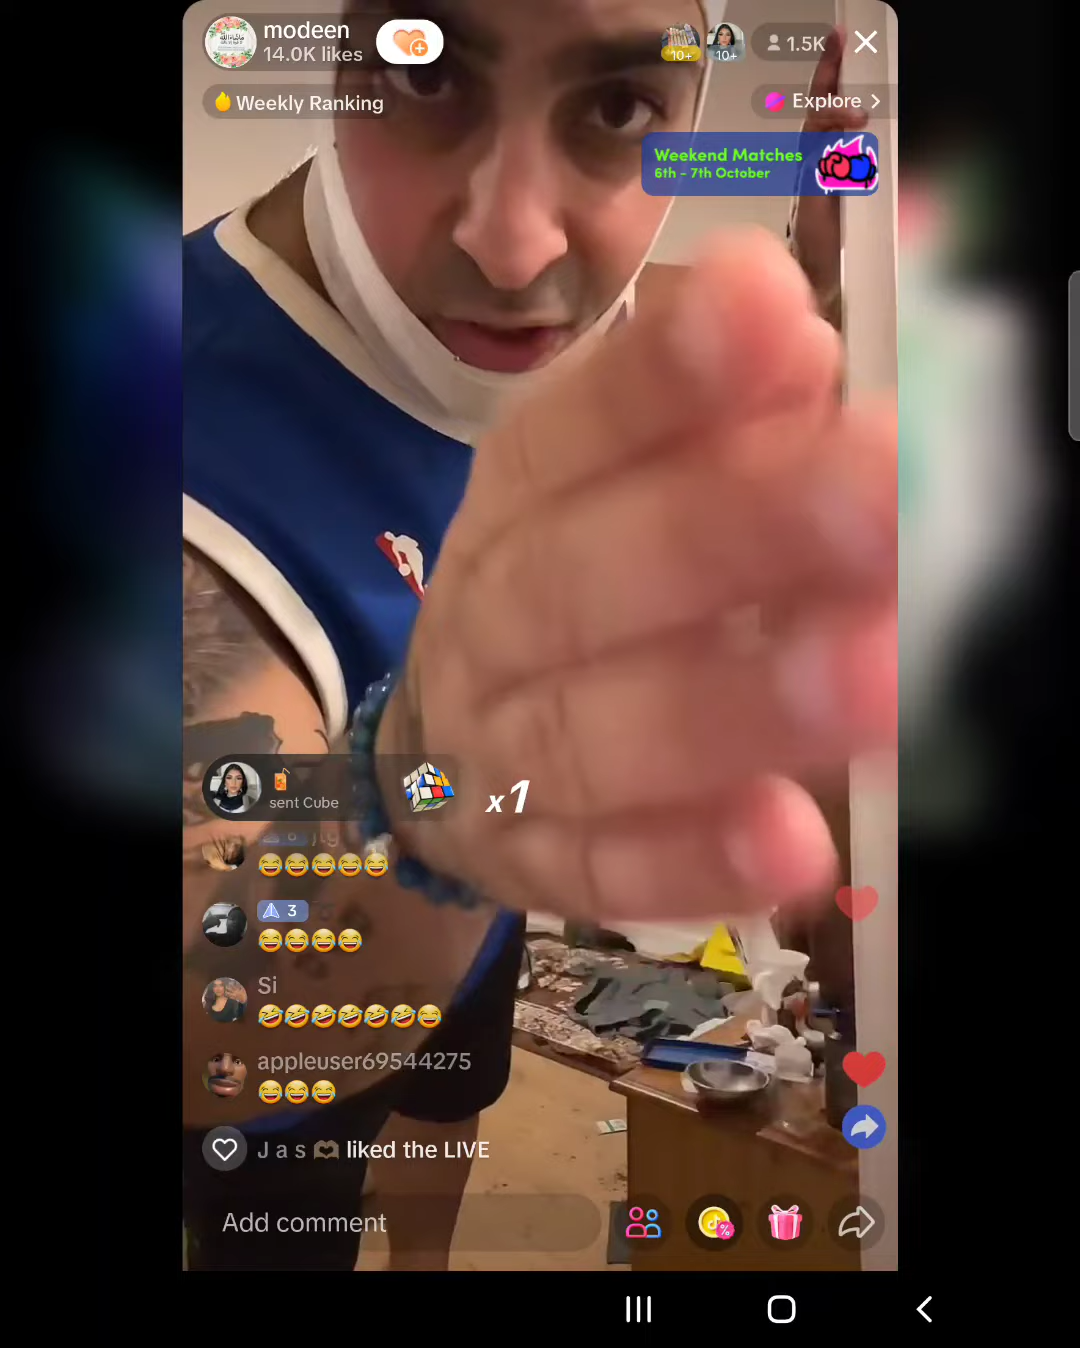 modeen
14.0K likes
10+
10+
1.5K
Weekly Ranking
Explore
Weekend Matches
6th - 7th October
sent Cube
x1
😂😂😂😂😂
3
😂😂😂😂
Si
🤣🤣🤣🤣🤣🤣😂
appleuser69544275
😂😂😂
J a s 🫶🏾 liked the LIVE
Add comment